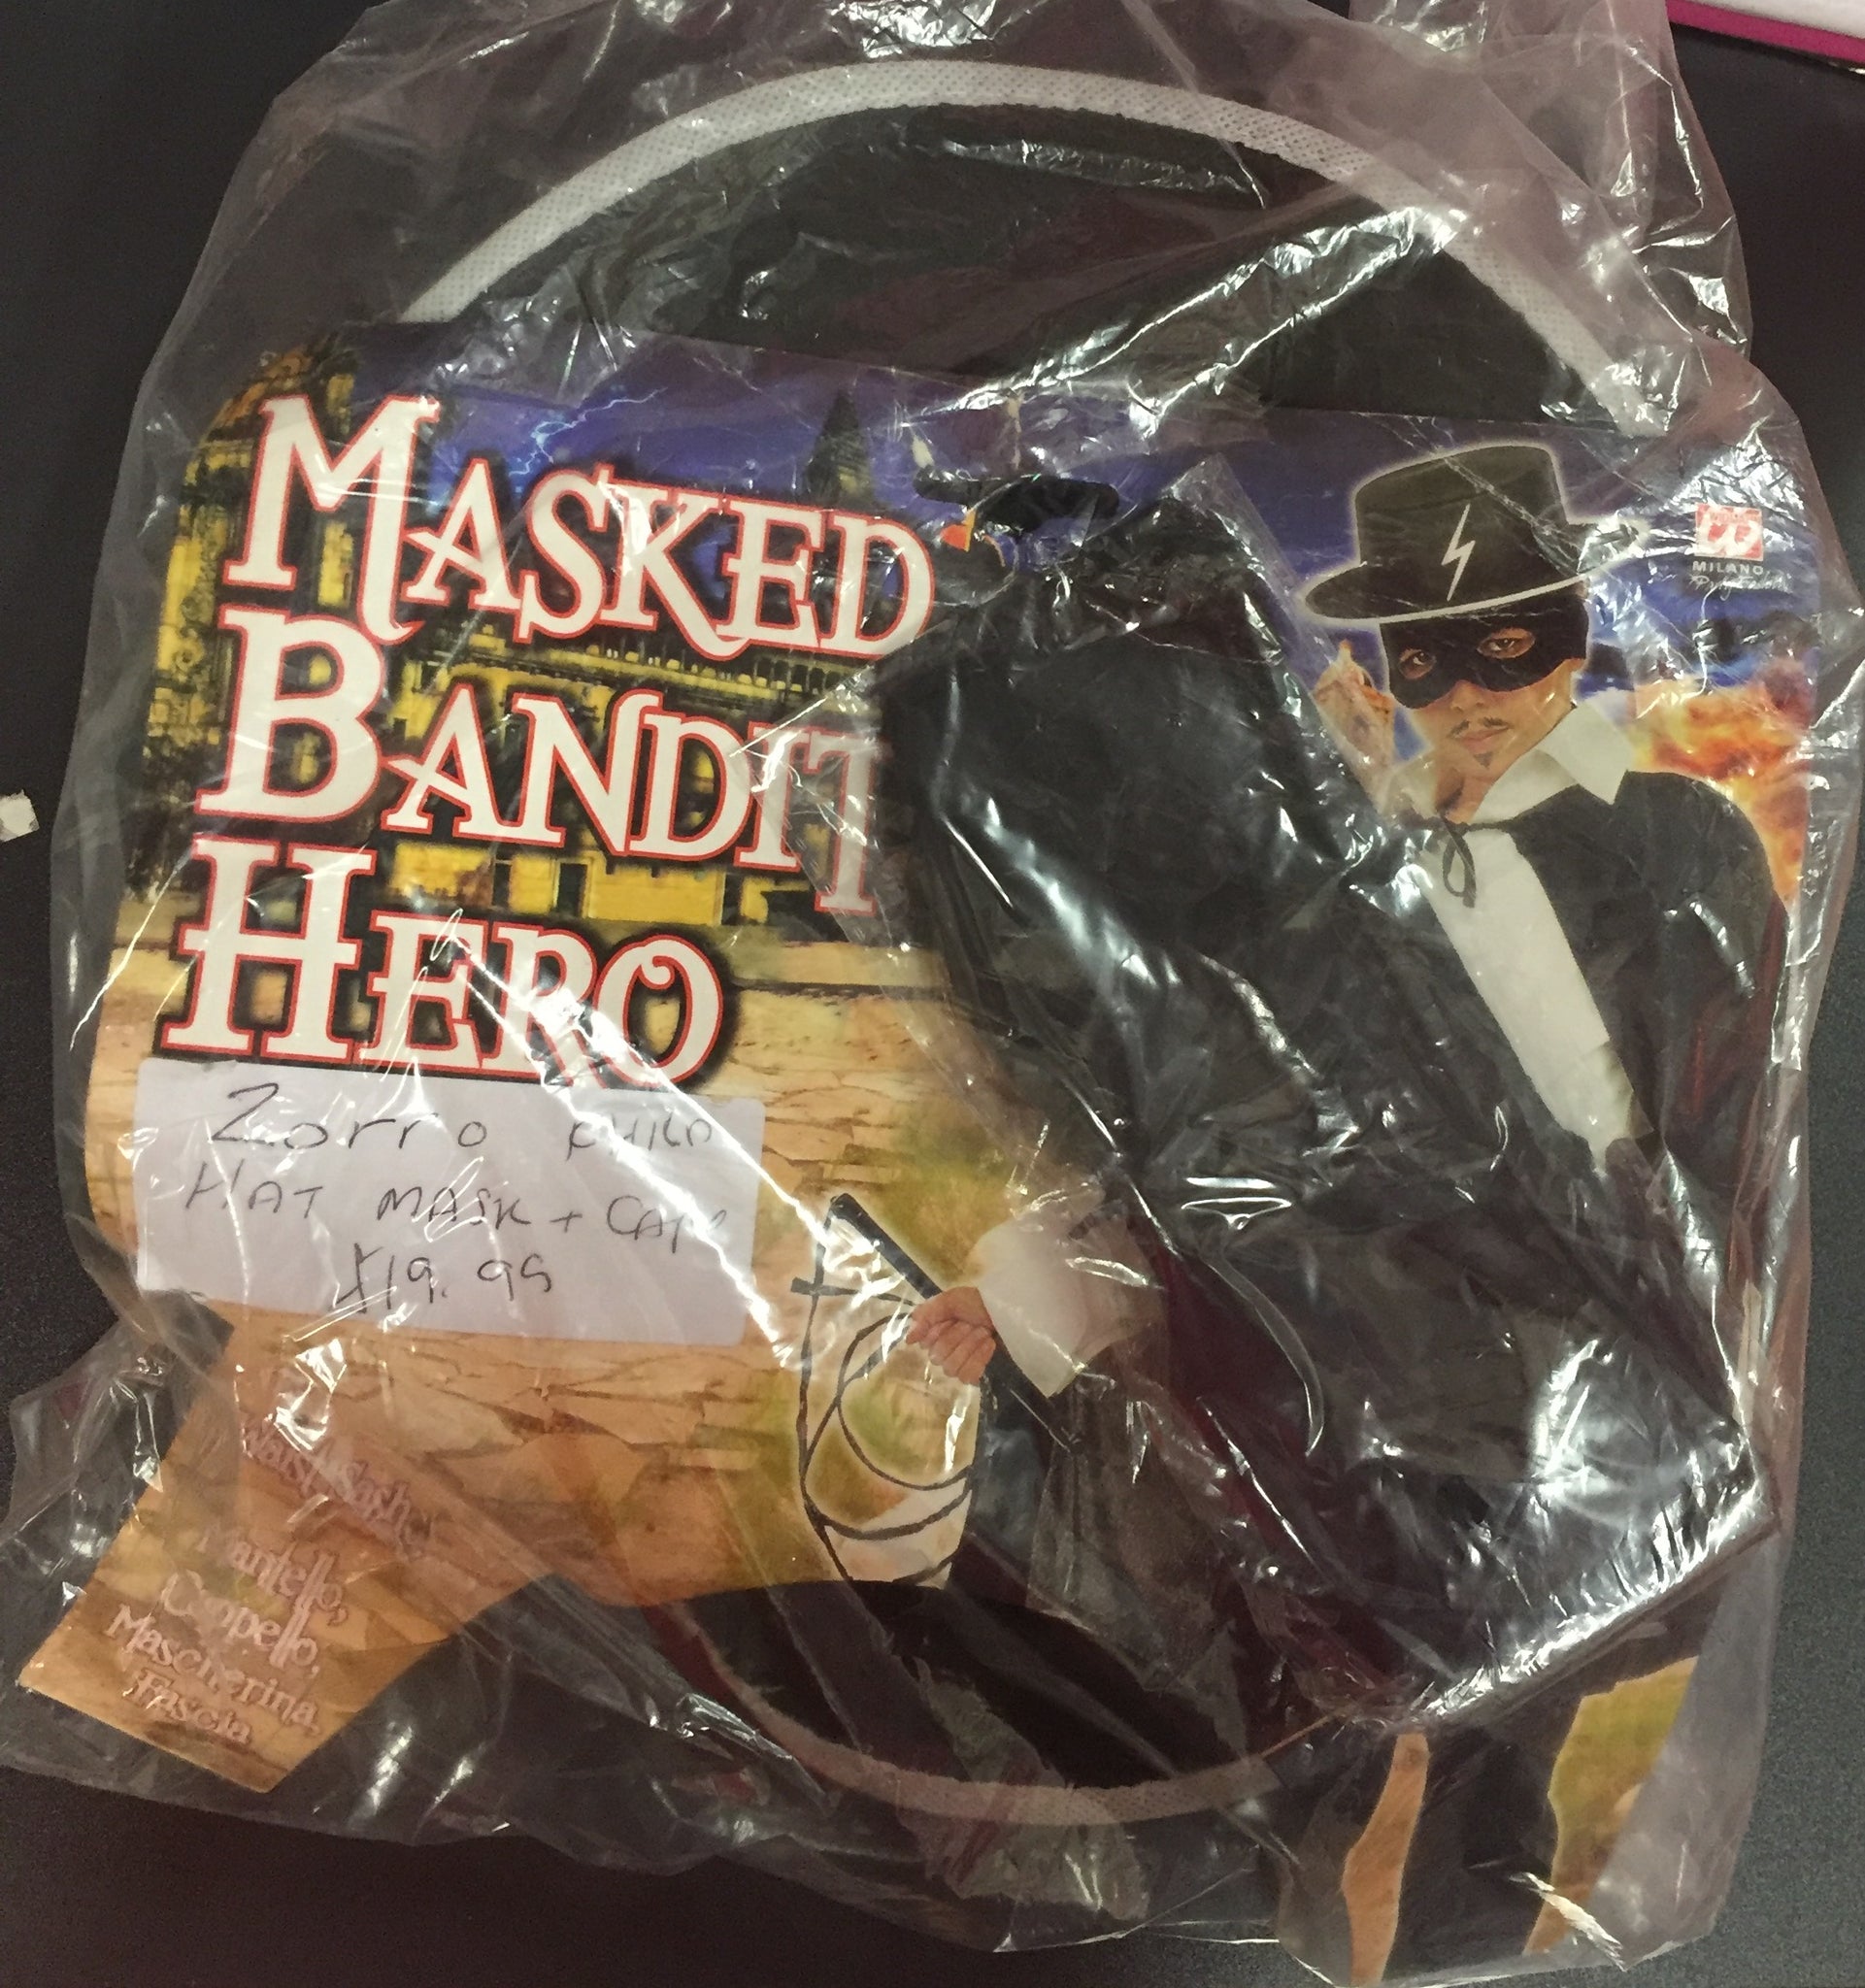 MASKED
BANDIT
HERO
MILANO
Zorro CHILD
HAT MASK + CAPE
£19.95
Mantello,
Cappello,
Mascherina,
Fascia